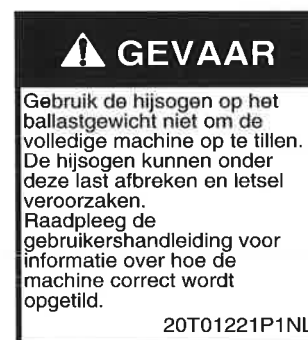 GEVAAR
Gebruik de hijsogen op het
ballastgewicht niet om de
volledige machine op te tillen.
De hijsogen kunnen onder
deze last afbreken en letsel
veroorzaken.
Raadpleeg de
gebruikershandleiding voor
informatie over hoe de
machine correct wordt
opgetild.
20T01221P1NL